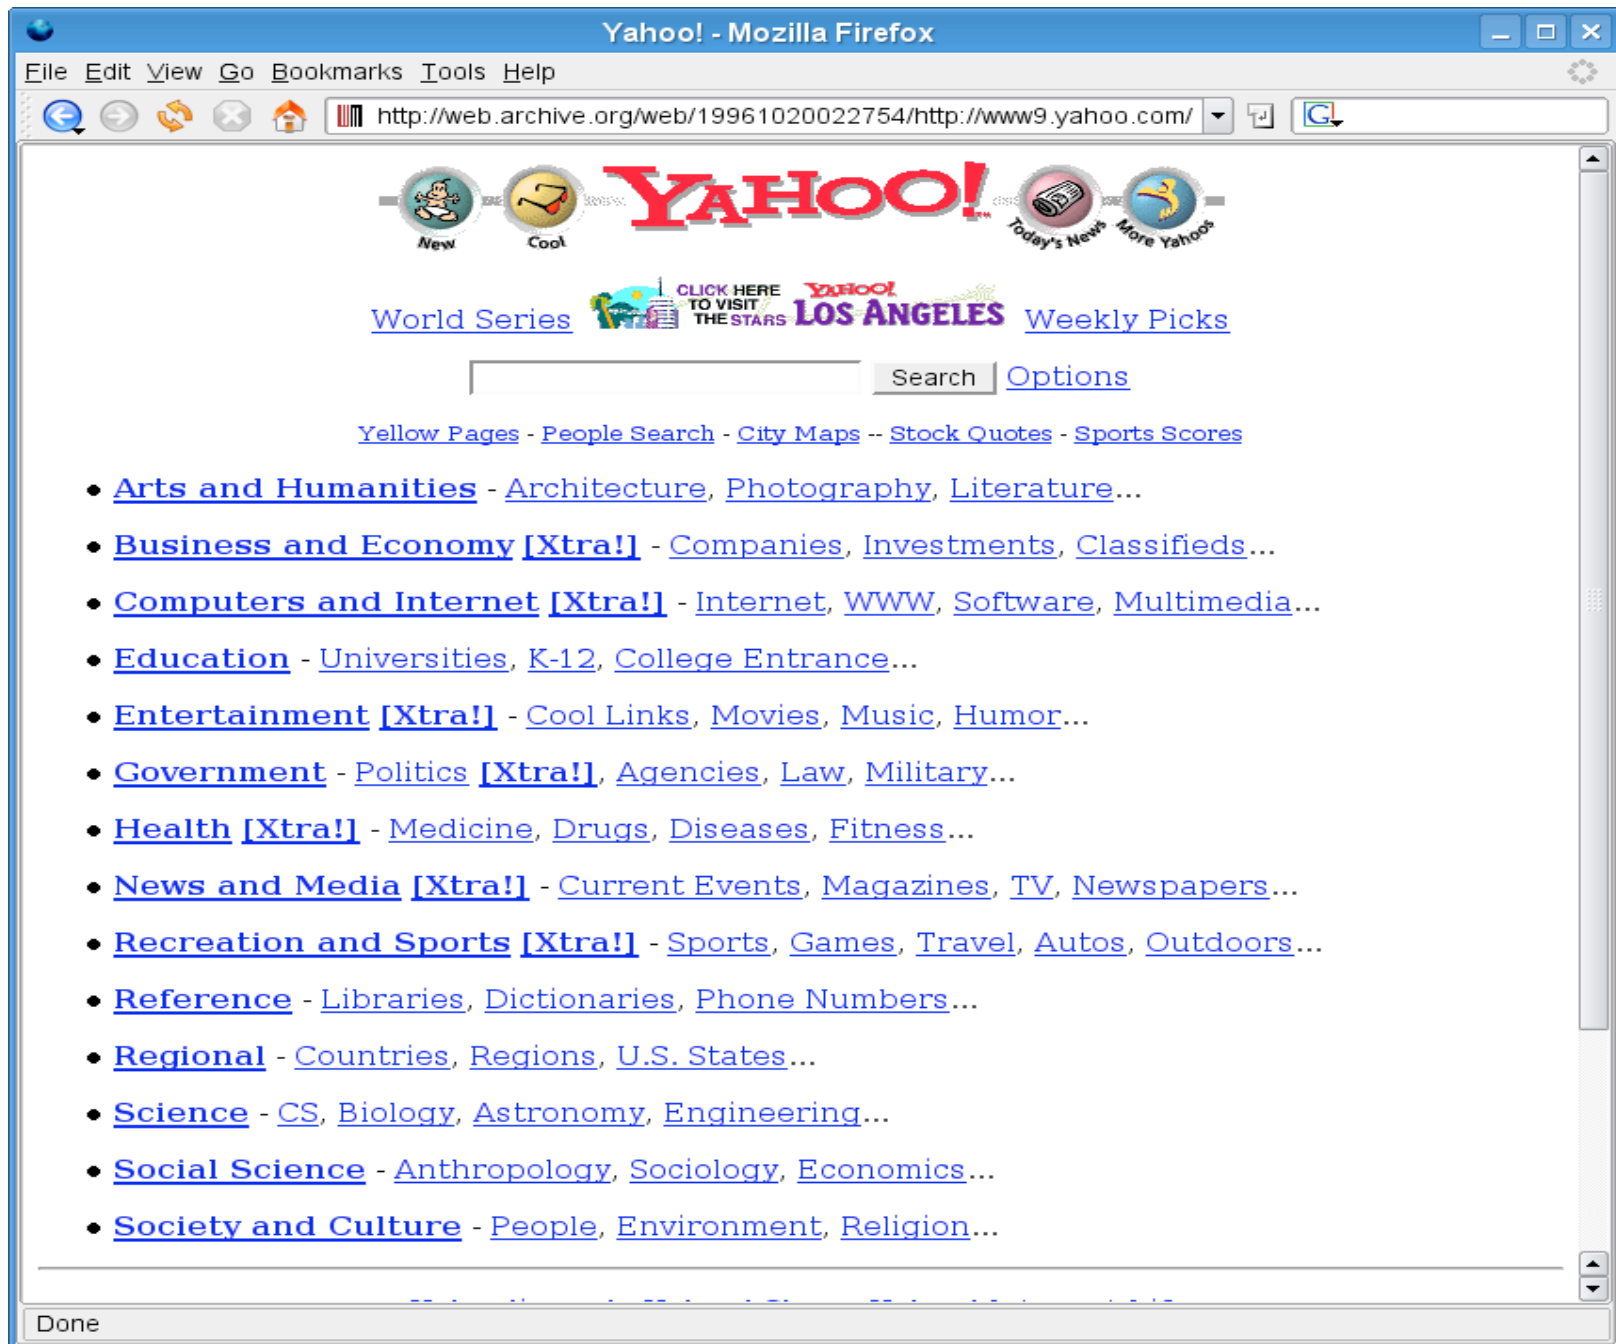 Yahoo! - Mozilla Firefox
File Edit View Go Bookmarks Tools Help
http://web.archive.org/web/19961020022754/http://www9.yahoo.com/
New Cool YAHOO! Today's News More Yahoos
World Series CLICK HERE TO VISIT THE STARS YAHOO! LOS ANGELES Weekly Picks
Search Options
Yellow Pages - People Search - City Maps -- Stock Quotes - Sports Scores
Arts and Humanities - Architecture, Photography, Literature...
Business and Economy [Xtra!] - Companies, Investments, Classifieds...
Computers and Internet [Xtra!] - Internet, WWW, Software, Multimedia...
Education - Universities, K-12, College Entrance...
Entertainment [Xtra!] - Cool Links, Movies, Music, Humor...
Government - Politics [Xtra!], Agencies, Law, Military...
Health [Xtra!] - Medicine, Drugs, Diseases, Fitness...
News and Media [Xtra!] - Current Events, Magazines, TV, Newspapers...
Recreation and Sports [Xtra!] - Sports, Games, Travel, Autos, Outdoors...
Reference - Libraries, Dictionaries, Phone Numbers...
Regional - Countries, Regions, U.S. States...
Science - CS, Biology, Astronomy, Engineering...
Social Science - Anthropology, Sociology, Economics...
Society and Culture - People, Environment, Religion...
Done